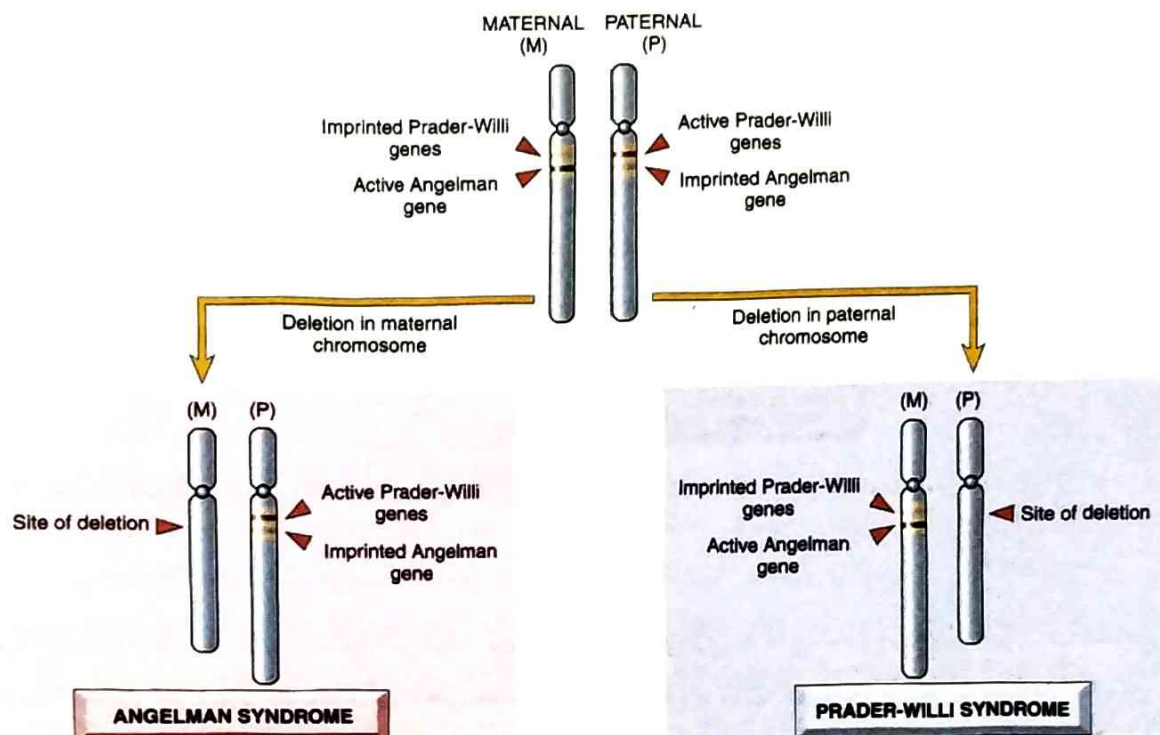 MATERNAL
(M)
PATERNAL
(P)
Imprinted Prader-Willi
genes
Active Angelman
gene
Active Prader-Willi
genes
Imprinted Angelman
gene
Deletion in maternal
chromosome
Deletion in paternal
chromosome
(M)
(P)
Site of deletion
Active Prader-Willi
genes
Imprinted Angelman
gene
ANGELMAN SYNDROME
(M)
(P)
Imprinted Prader-Willi
genes
Active Angelman
gene
Site of deletion
PRADER-WILLI SYNDROME